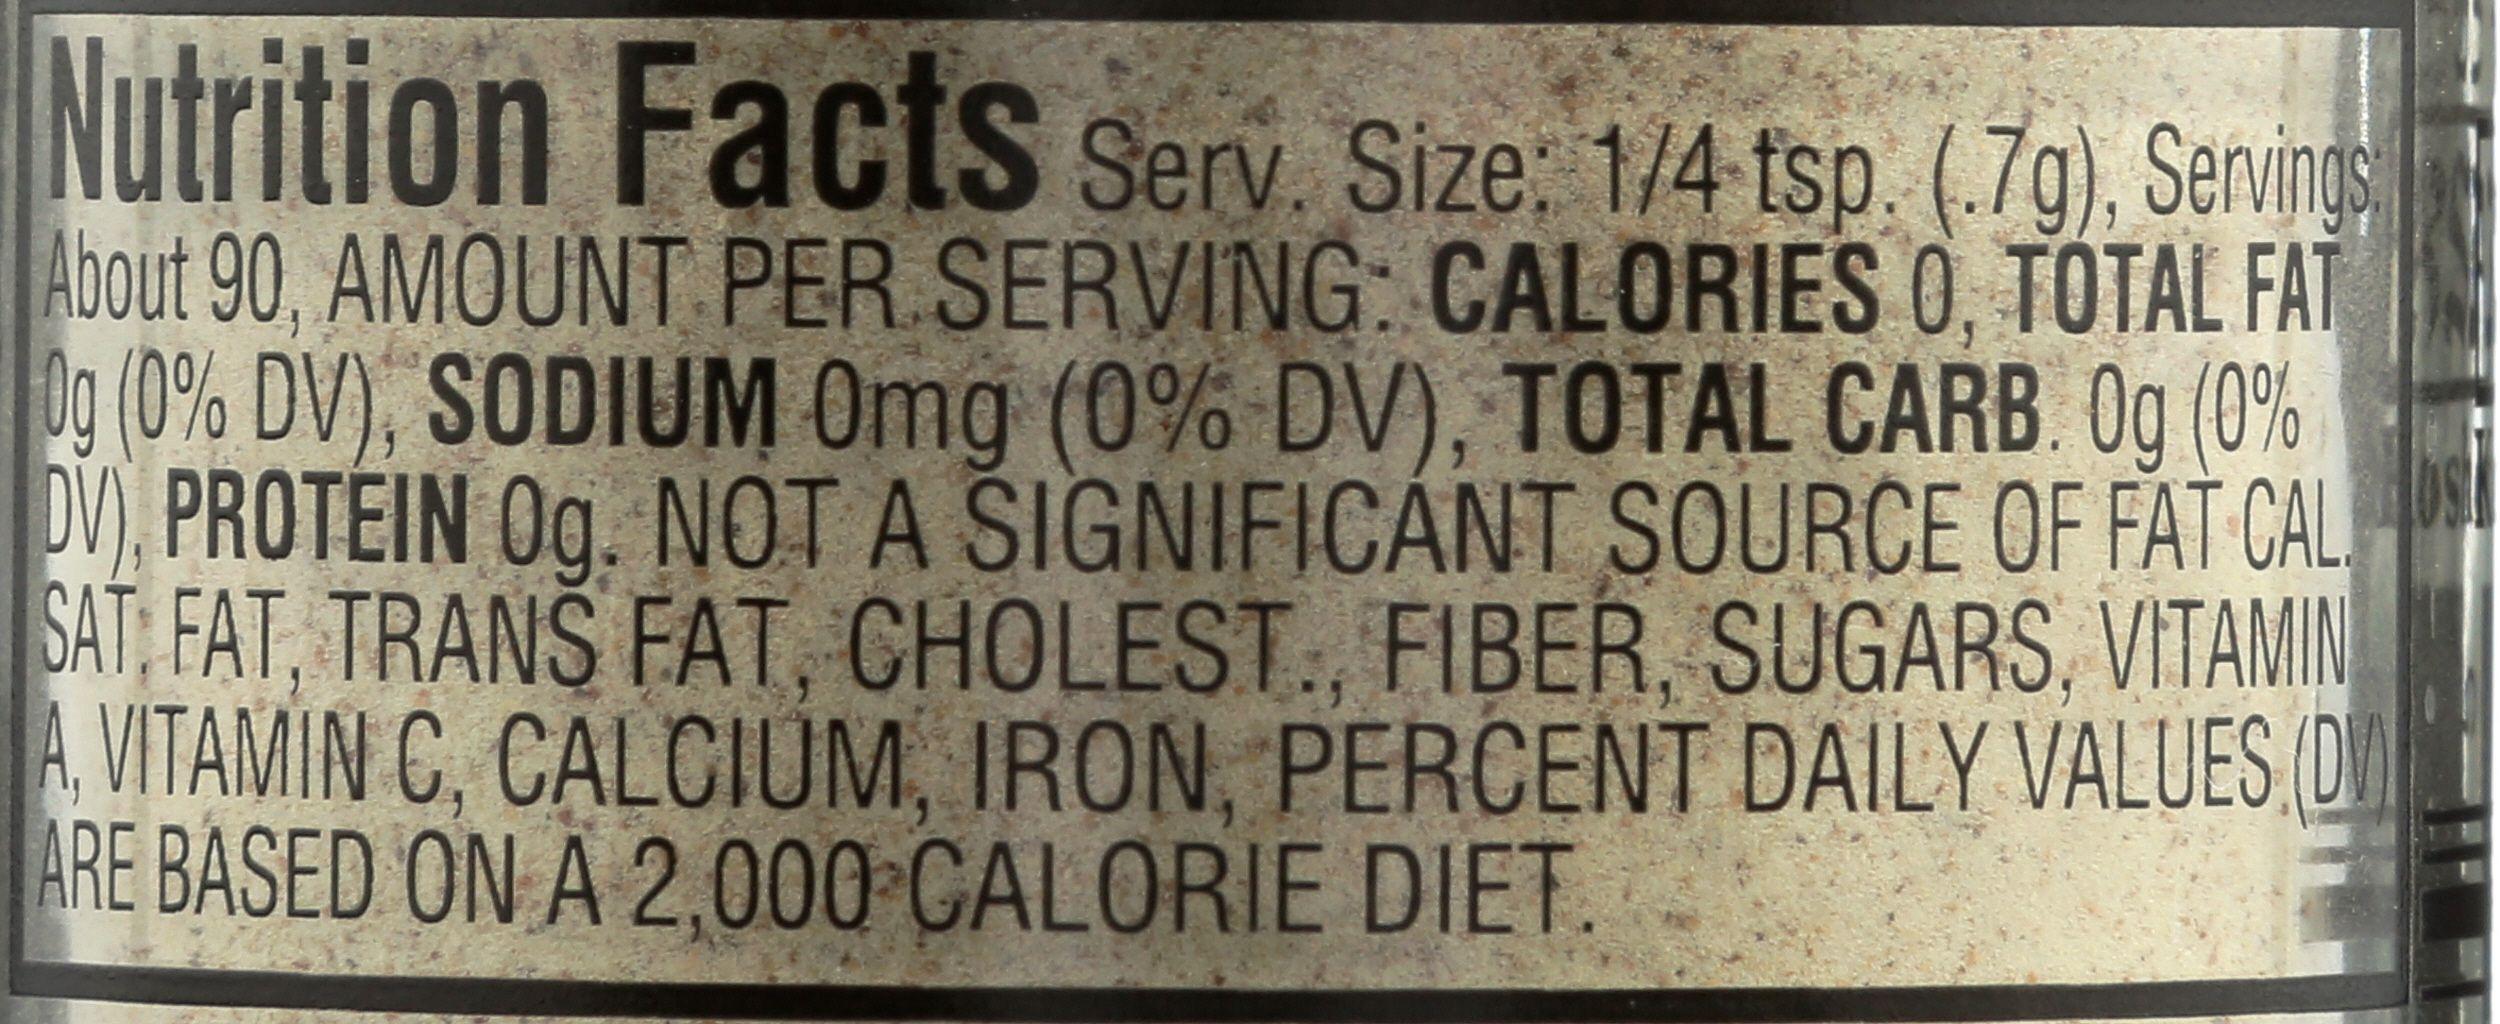 Nutrition Facts Serv. Size: 1/4 tsp. (.7g), Servings:
About 90, AMOUNT PER SERVING: CALORIES 0, TOTAL FAT
0g (0% DV), SODIUM 0mg (0% DV), TOTAL CARB. 0g (0%
DV), PROTEIN 0g. NOT A SIGNIFICANT SOURCE OF FAT CAL.
SAT. FAT, TRANS FAT, CHOLEST., FIBER, SUGARS, VITAMIN
A, VITAMIN C, CALCIUM, IRON, PERCENT DAILY VALUES (DV)
ARE BASED ON A 2,000 CALORIE DIET.